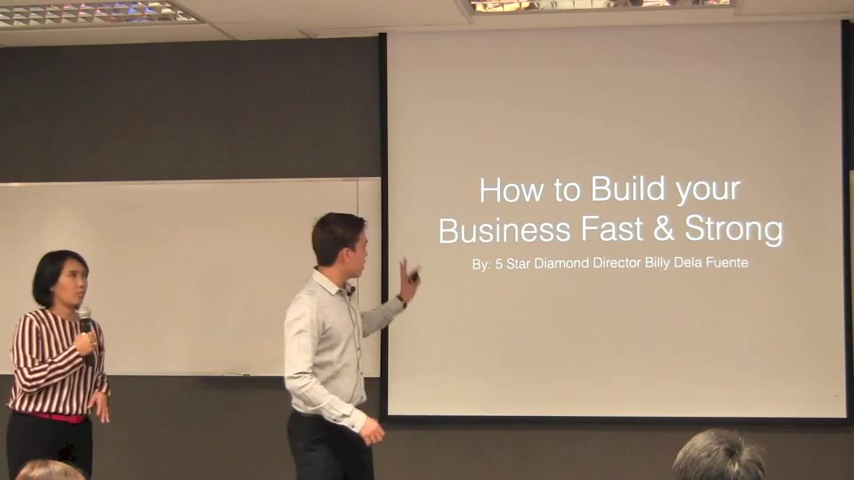 How to Build your
Business Fast & Strong
By: 5 Star Diamond Director Billy Dela Fuente